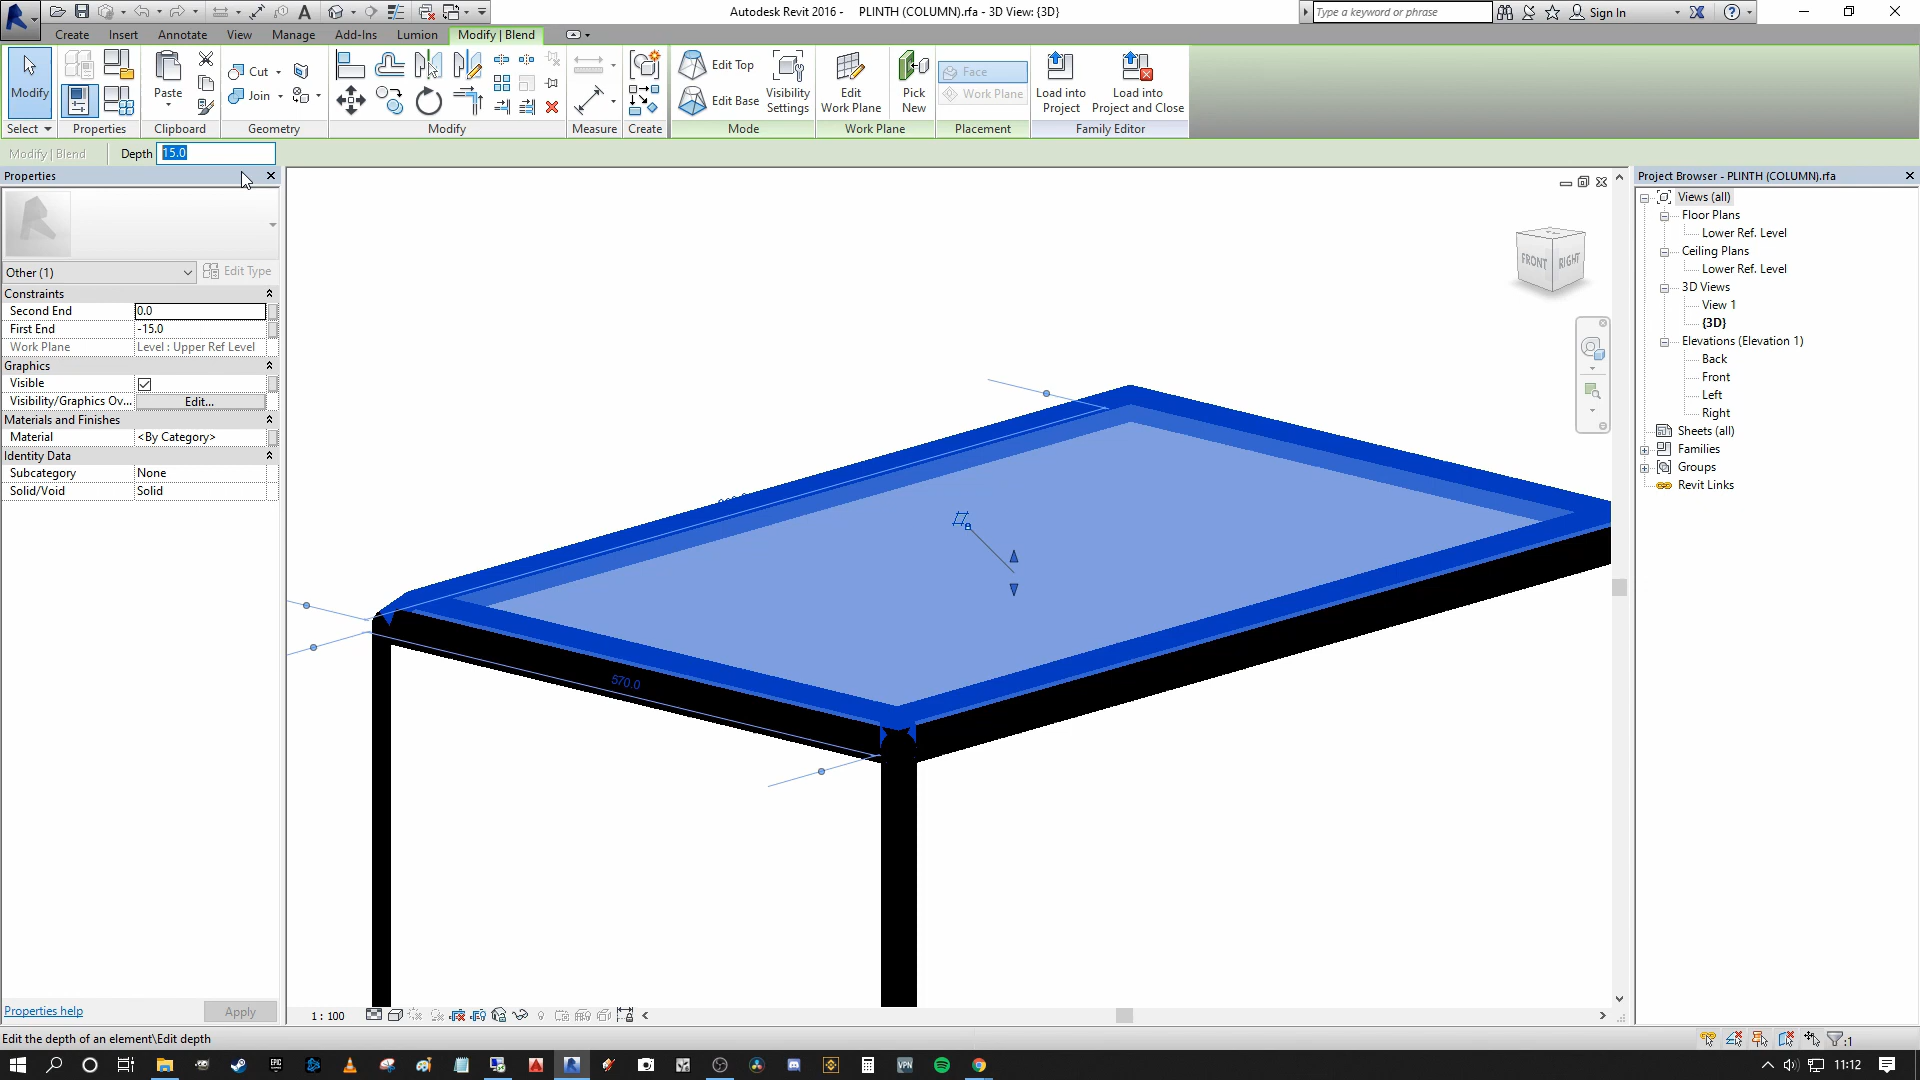 Autodesk Revit 2016 -     PLINTH (COLUMN).rfa - 3D View: {3D}
Type a keyword or phrase
Sign In
Create
Insert
Annotate
View
Manage
Add-Ins
Lumion
Modify | Blend
Modify
Select
Properties
Paste
Clipboard
Cut
Join
Geometry
Modify
Measure
Create
Edit Top
Edit Base
Visibility
Settings
Mode
Edit
Work Plane
Pick
New
Work Plane
Face
Work Plane
Placement
Load into
Project
Load into
Project and Close
Family Editor
Modify | Blend
Depth
15.0
Properties
Other (1)
Edit Type
Constraints
Second End 0.0
First End -15.0
Work Plane Level : Upper Ref Level
Graphics
Visible
Visibility/Graphics Ov... Edit...
Materials and Finishes
Material <By Category>
Identity Data
Subcategory None
Solid/Void Solid
Properties help
Apply
FRONT
RIGHT
570.0
1 : 100
Project Browser - PLINTH (COLUMN).rfa
Views (all)
Floor Plans
Lower Ref. Level
Ceiling Plans
Lower Ref. Level
3D Views
View 1
{3D}
Elevations (Elevation 1)
Back
Front
Left
Right
Sheets (all)
Families
Groups
Revit Links
Edit the depth of an element\Edit depth
:1
EPIC
VPN
11:12